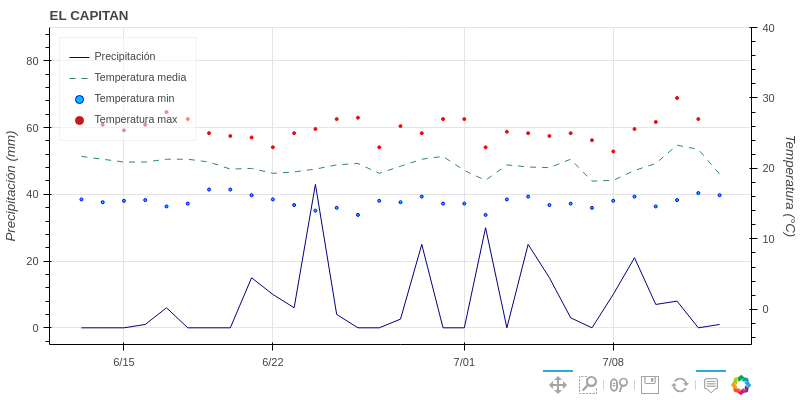 EL CAPITAN
Precipitación
Temperatura media
Temperatura min
Temperatura max
Precipitación (mm)
80
60
40
20
0
Temperatura (°C)
40
30
20
10
0
6/15
6/22
7/01
7/08